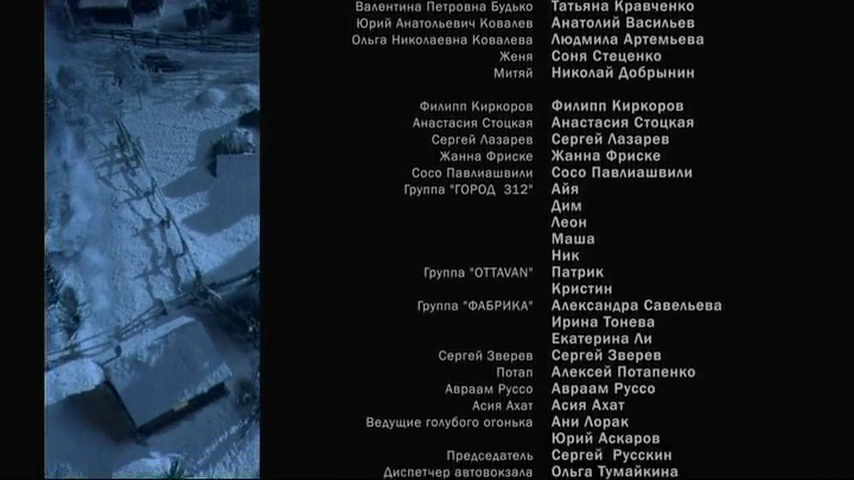 Валентина Петровна Будько Татьяна Кравченко
Юрий Анатольевич Ковалев Анатолий Васильев
Ольга Николаевна Ковалева Людмила Артемьева
Женя Соня Стеценко
Митяй Николай Добрынин
Филипп Киркоров Филипп Киркоров
Анастасия Стоцкая Анастасия Стоцкая
Сергей Лазарев Сергей Лазарев
Жанна Фриске Жанна Фриске
Сосо Павлиашвили Сосо Павлиашвили
Группа "ГОРОД 312" Айя
Дим
Леон
Маша
Ник
Группа "OTTAVAN" Патрик
Кристин
Группа "ФАБРИКА" Александра Савельева
Ирина Тонева
Екатерина Ли
Сергей Зверев Сергей Зверев
Потап Алексей Потапенко
Авраам Руссо Авраам Руссо
Асия Ахат Асия Ахат
Ведущие голубого огонька Ани Лорак
Юрий Аскаров
Председатель Сергей Русскин
Диспетчер автовокзала Ольга Тумайкина